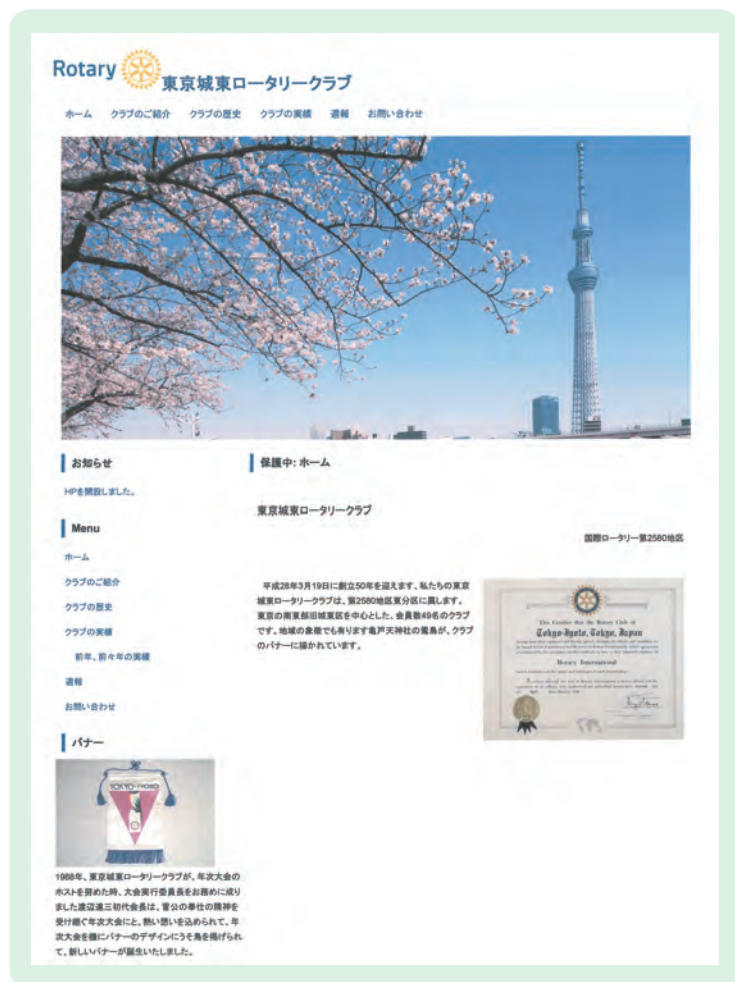 Rotary
東京城東ロータリークラブ
ホーム クラブのご紹介 クラブの歴史 クラブの実績 週報 お問い合わせ
お知らせ
HPを開設しました。
Menu
ホーム
クラブのご紹介
クラブの歴史
クラブの実績
前年、前々年の実績
週報
お問い合わせ
バナー
TOKYO-JYOTO
1988年、東京城東ロータリークラブが、年次大会の
ホストを努めた時、大会実行委員長をお務めに成り
ました渡辺連三初代会長は、菅公の奉仕の精神を
受け継ぐ年次大会にと、熱い想いを込められて、年
次大会を機にバナーのデザインにうそ鳥を掲げられ
て、新しいバナーが誕生いたしました。
保護中: ホーム
東京城東ロータリークラブ
国際ロータリー第2580地区
平成28年3月19日に創立50年を迎えます、私たちの東京
城東ロータリークラブは、第2580地区東分区に属します。
東京の南東部旧城東区を中心とした、会員数49名のクラブ
です。地域の象徴でも有ります亀戸天神社の鷽鳥が、クラブ
のバナーに描かれています。
This Certifies that the Rotary Club of
Tokyo-Jyoto, Tokyo, Japan
Rotary International